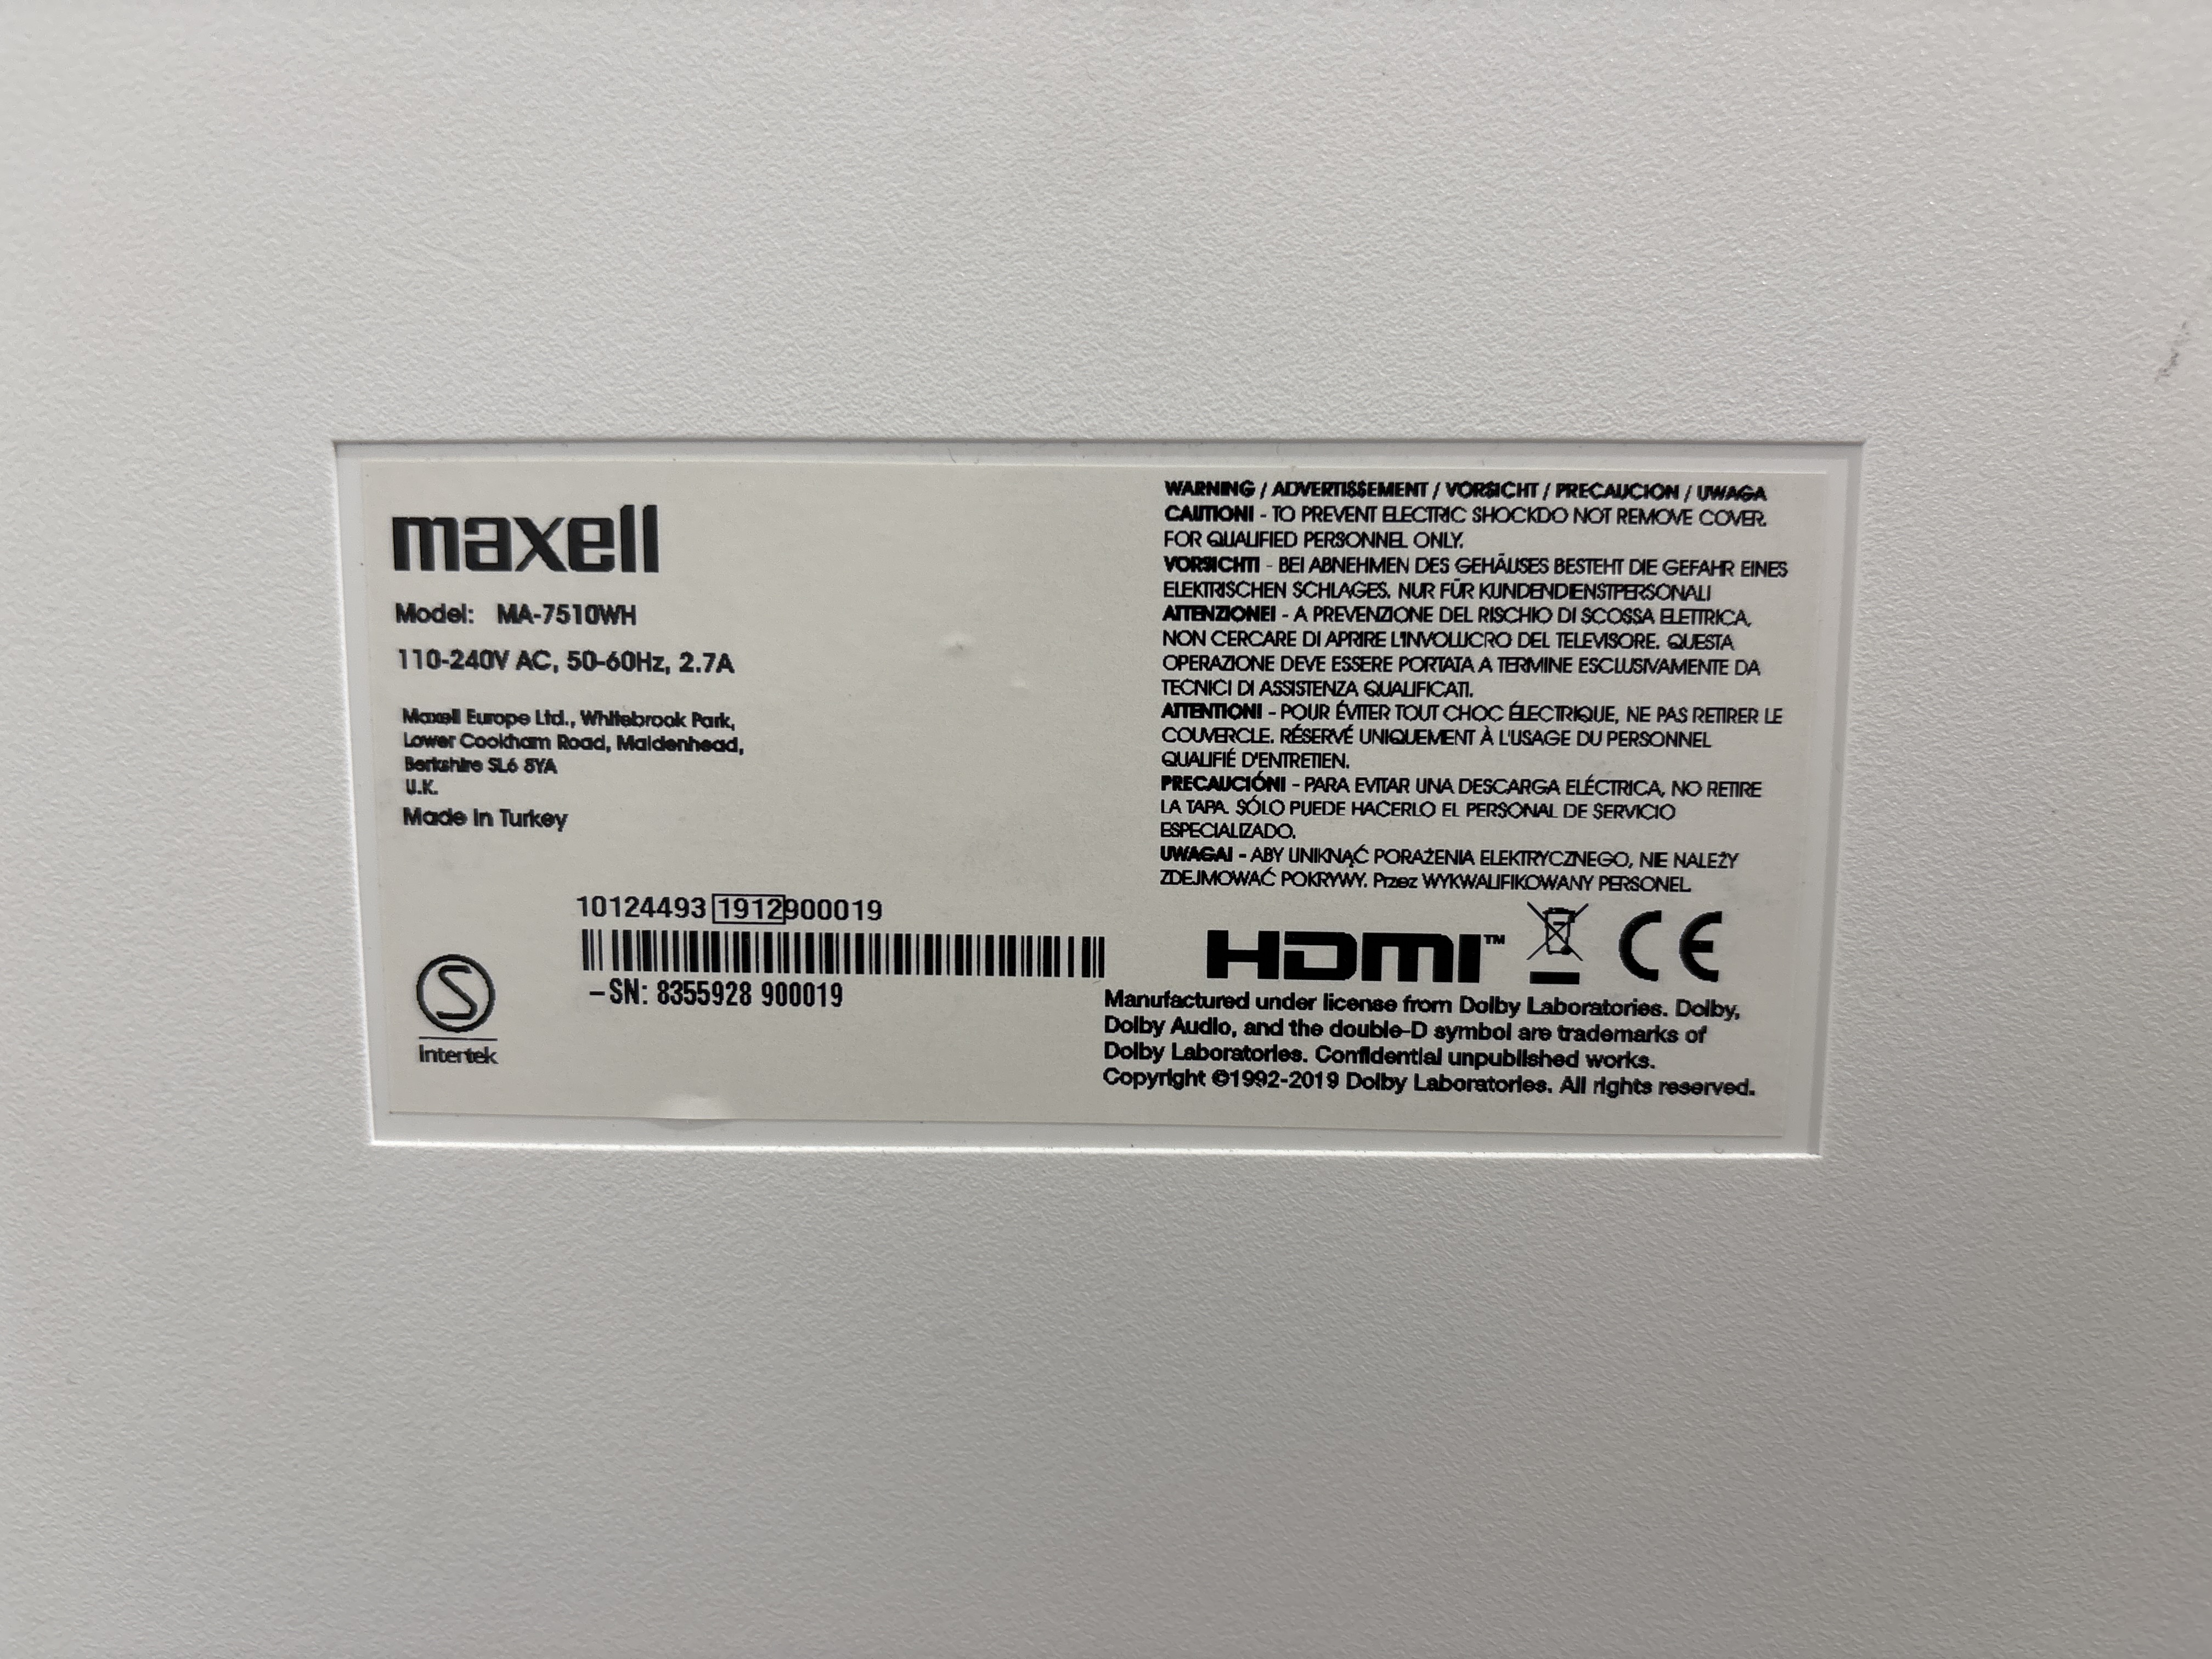 maxell
Model: MA-7510WH
110-240V AC, 50-60Hz, 2.7A
Maxell Europe Ltd., Whitebrook Park,
Lower Cookham Road, Maidenhead,
Berkshire SL6 8YA
U.K.
Made in Turkey
10124493 1912900019
-SN: 8355928 900019
Intertek
WARNING / ADVERTISSEMENT / VORSICHT / PRECAUCION / UWAGA
CAUTION! - TO PREVENT ELECTRIC SHOCKDO NOT REMOVE COVER.
FOR QUALIFIED PERSONNEL ONLY.
VORSICHT! - BEI ABNEHMEN DES GEHÄUSES BESTEHT DIE GEFAHR EINES
ELEKTRISCHEN SCHLAGES. NUR FÜR KUNDENDIENSTPERSONAL!
ATTENZIONE! - A PREVENZIONE DEL RISCHIO DI SCOSSA ELETTRICA,
NON CERCARE DI APRIRE L'INVOLUCRO DEL TELEVISORE. QUESTA
OPERAZIONE DEVE ESSERE PORTATA A TERMINE ESCLUSIVAMENTE DA
TECNICI DI ASSISTENZA QUALIFICATI.
ATTENTION! - POUR ÉVITER TOUT CHOC ÉLECTRIQUE, NE PAS RETIRER LE
COUVERCLE. RÉSERVÉ UNIQUEMENT À L'USAGE DU PERSONNEL
QUALIFIÉ D'ENTRETIEN.
PRECAUCIÓN! - PARA EVITAR UNA DESCARGA ELÉCTRICA, NO RETIRE
LA TAPA. SÓLO PUEDE HACERLO EL PERSONAL DE SERVICIO
ESPECIALIZADO.
UWAGA! - ABY UNIKNĄĆ PORAŻENIA ELEKTRYCZNEGO, NIE NALEŻY
ZDEJMOWAĆ POKRYWY. Przez WYKWALIFIKOWANY PERSONEL
HDMI™ CE
Manufactured under license from Dolby Laboratories. Dolby,
Dolby Audio, and the double-D symbol are trademarks of
Dolby Laboratories. Confidential unpublished works.
Copyright ©1992-2019 Dolby Laboratories. All rights reserved.